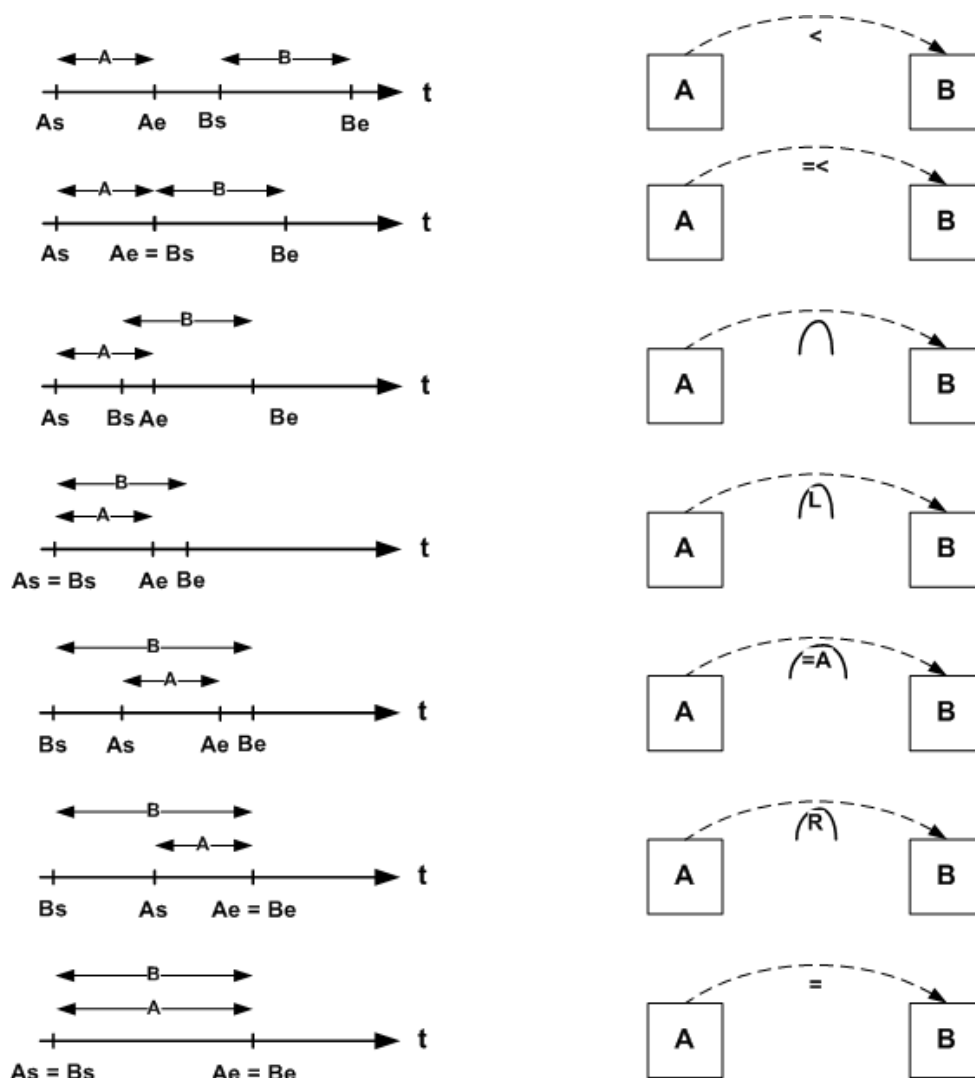 A B
t
As Ae Bs Be
<
A B
A B
t
As Ae = Bs Be
=<
A B
B
A
t
As Bs Ae Be
A B
B
A
t
As = Bs Ae Be
L
A B
B
A
t
Bs As Ae Be
=A
A B
B
A
t
Bs As Ae = Be
R
A B
B
A
t
As = Bs Ae = Be
=
A B